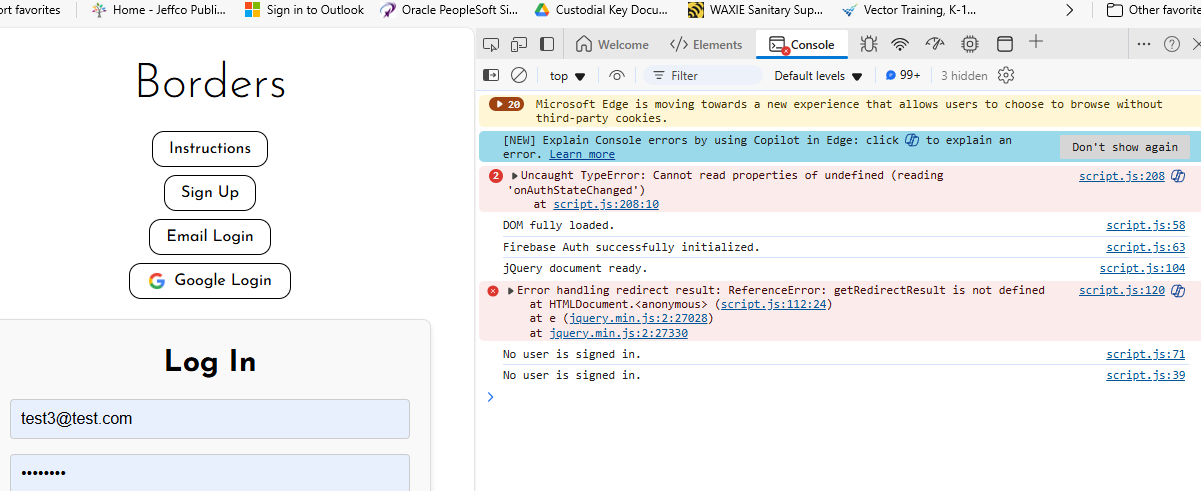 ort favorites
Home - Jeffco Publi...
Sign in to Outlook
Oracle PeopleSoft Si...
Custodial Key Docu...
WAXIE Sanitary Sup...
Vector Training, K-1...
Other favorite
Borders
Instructions
Sign Up
Email Login
Google Login
Log In
test3@test.com
••••••••
Welcome
</> Elements
Console
top
Filter
Default levels
99+
3 hidden
20 Microsoft Edge is moving towards a new experience that allows users to choose to browse without
third-party cookies.
[NEW] Explain Console errors by using Copilot in Edge: click to explain an
error. Learn more
Don't show again
2 Uncaught TypeError: Cannot read properties of undefined (reading script.js:208
'onAuthStateChanged')
at script.js:208:10
DOM fully loaded. script.js:58
Firebase Auth successfully initialized. script.js:63
jQuery document ready. script.js:104
Error handling redirect result: ReferenceError: getRedirectResult is not defined script.js:120
at HTMLDocument.<anonymous> (script.js:112:24)
at e (jquery.min.js:2:27028)
at jquery.min.js:2:27330
No user is signed in. script.js:71
No user is signed in. script.js:39